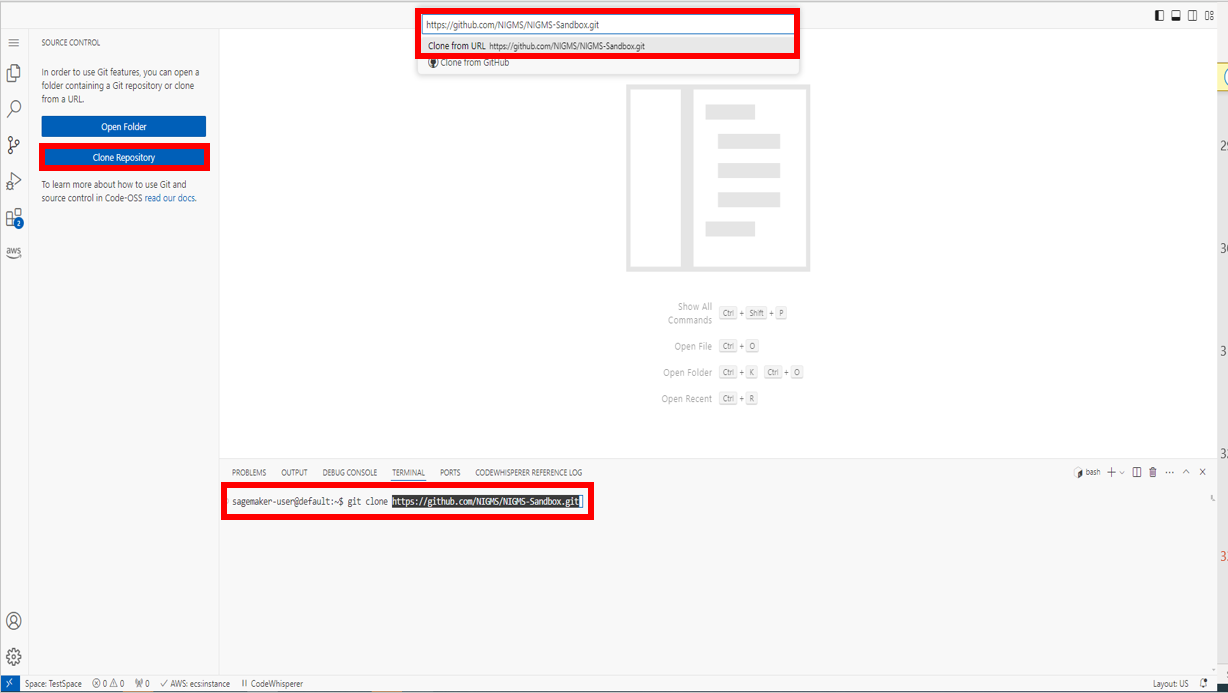 https://github.com/NIGMS/NIGMS-Sandbox.git
Clone from URL https://github.com/NIGMS/NIGMS-Sandbox.git
Clone from GitHub
SOURCE CONTROL
In order to use Git features, you can open a
folder containing a Git repository or clone
from a URL.
Open Folder
Clone Repository
To learn more about how to use Git and
source control in Code-OSS read our docs.
2
aws
Show All
Commands
Ctrl + Shift + P
Open File Ctrl + O
Open Folder Ctrl + K Ctrl + O
Open Recent Ctrl + R
PROBLEMS OUTPUT DEBUG CONSOLE TERMINAL PORTS CODEWHISPERER REFERENCE LOG
bash
sagemaker-user@default:~$ git clone https://github.com/NIGMS/NIGMS-Sandbox.git
Space: TestSpace 0 0 0 AWS: ecs:instance CodeWhisperer
Layout: US